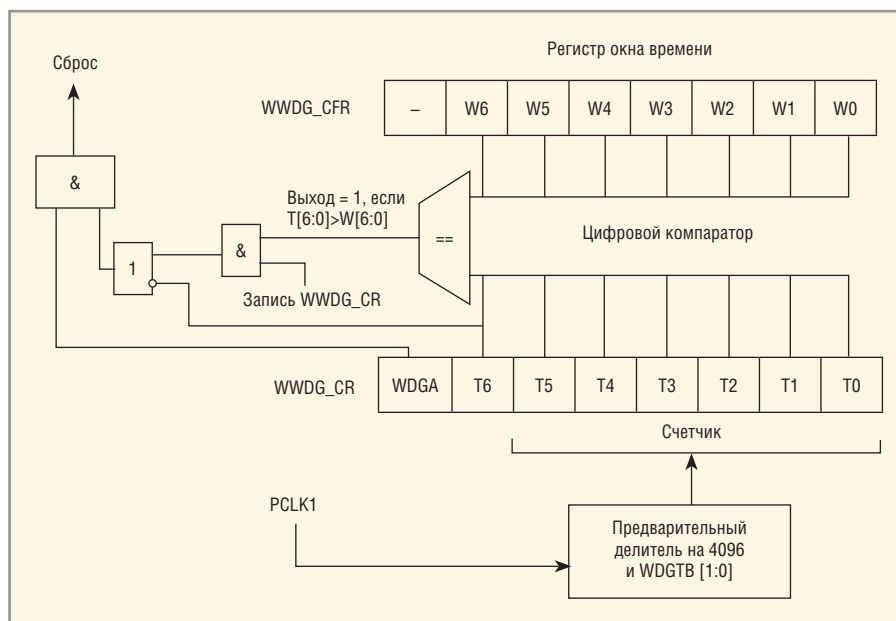 Регистр окна времени
Сброс
WWDG_CFR
– W6 W5 W4 W3 W2 W1 W0
&
Выход = 1, если
T[6:0]>W[6:0]
&
==
Цифровой компаратор
1
Запись WWDG_CR
WWDG_CR
WDGA T6 T5 T4 T3 T2 T1 T0
Счетчик
PCLK1
Предварительный
делитель на 4096
и WDGTB [1:0]